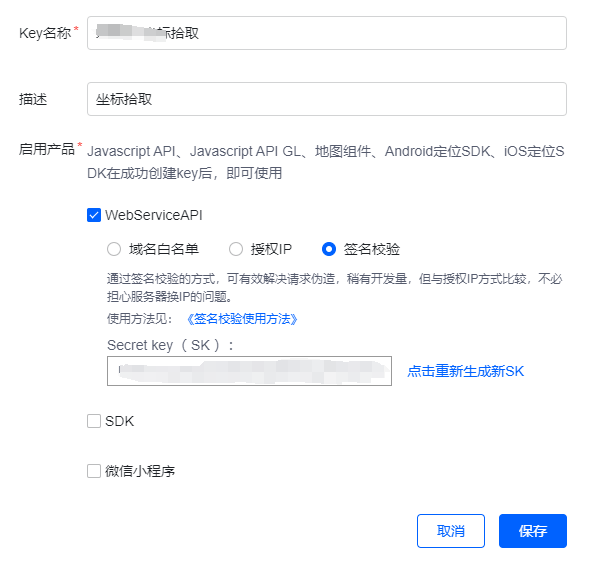 Key名称*
坐标拾取
描述
坐标拾取
启用产品*
Javascript API、Javascript API GL、地图组件、Android定位SDK、iOS定位S
DK在成功创建key后，即可使用
WebServiceAPI
域名白名单
授权IP
签名校验
通过签名校验的方式，可有效解决请求伪造，稍有开发量，但与授权IP方式比较，不必
担心服务器换IP的问题。
使用方法见：《签名校验使用方法》
Secret key（ SK ）：
点击重新生成新SK
SDK
微信小程序
取消
保存